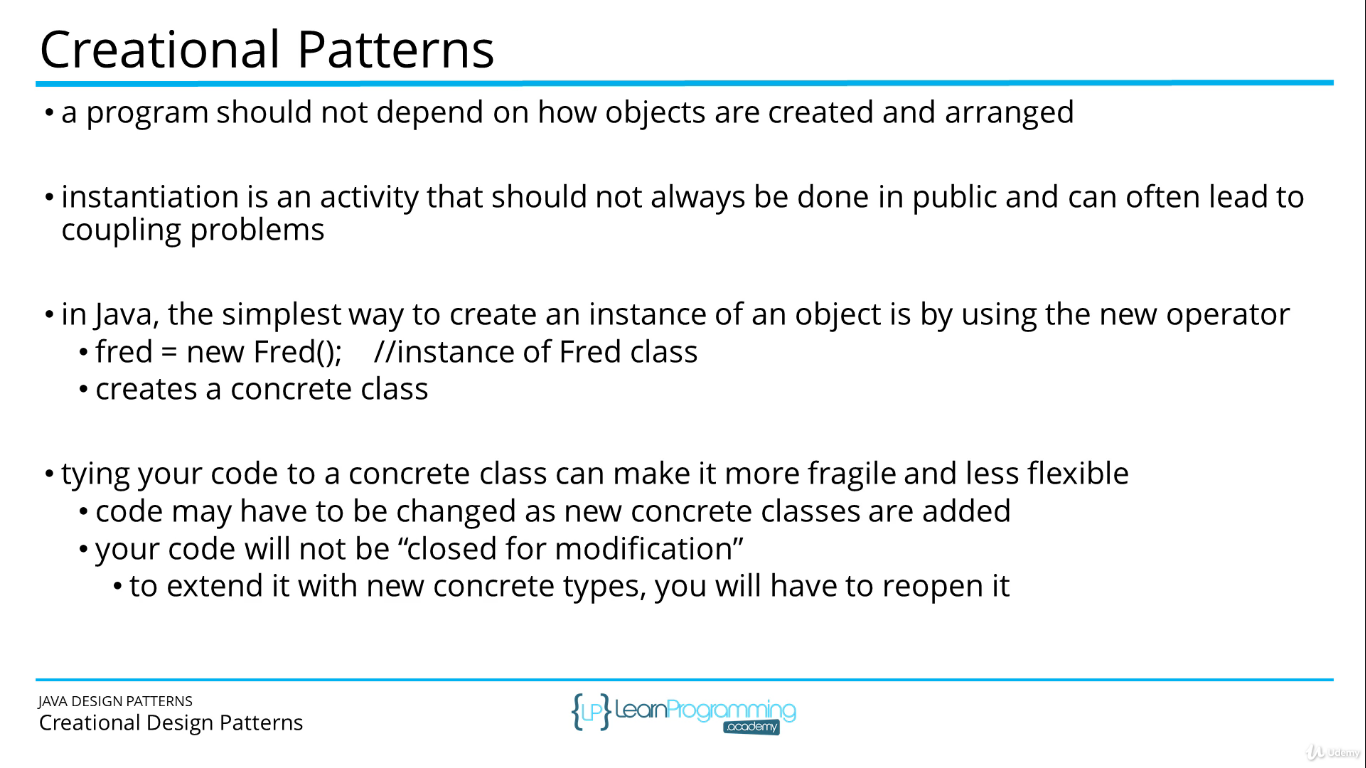 Creational Patterns
• a program should not depend on how objects are created and arranged
• instantiation is an activity that should not always be done in public and can often lead to
coupling problems
• in Java, the simplest way to create an instance of an object is by using the new operator
• fred = new Fred();    //instance of Fred class
• creates a concrete class
• tying your code to a concrete class can make it more fragile and less flexible
• code may have to be changed as new concrete classes are added
• your code will not be “closed for modification”
• to extend it with new concrete types, you will have to reopen it
JAVA DESIGN PATTERNS
Creational Design Patterns
{LP} LearnProgramming
.academy
Udemy